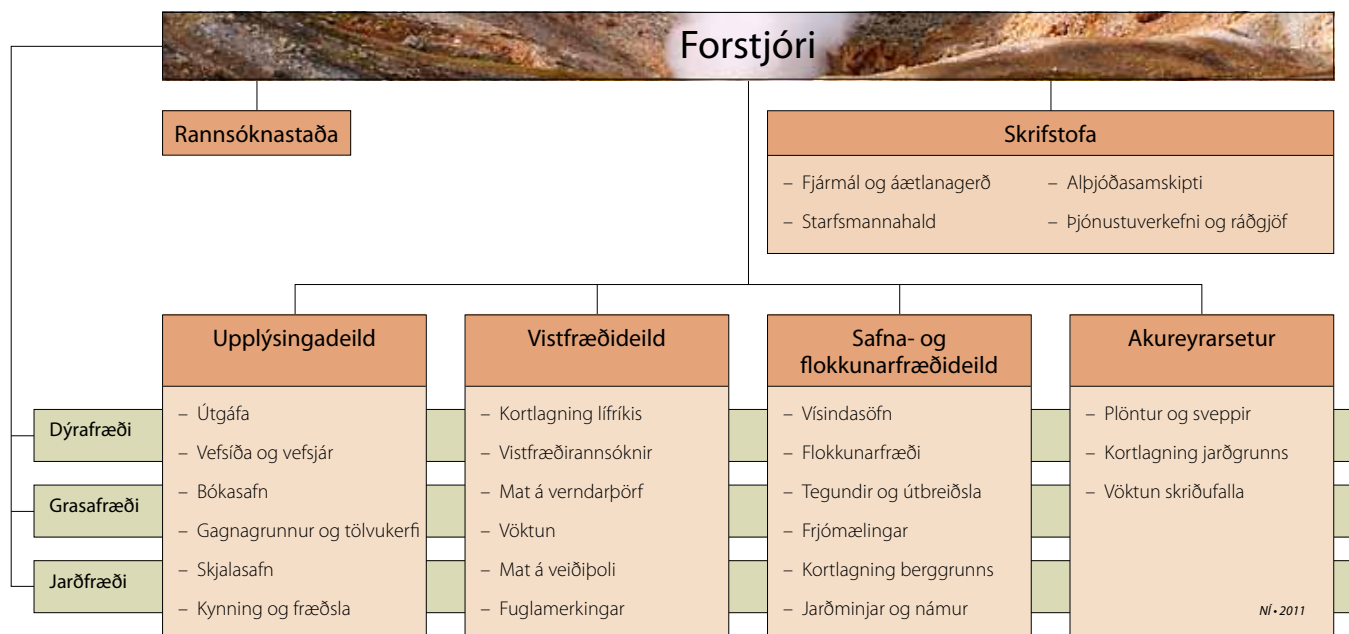 Forstjóri
Rannsóknastaða
Skrifstofa
– Fjármál og áætlanagerð
– Starfsmannahald
– Alþjóðasamskipti
– Þjónustuverkefni og ráðgjöf
Upplýsingadeild
– Útgáfa
– Vefsíða og vefsjár
– Bókasafn
– Gagnagrunnur og tölvukerfi
– Skjalasafn
– Kynning og fræðsla
Vistfræðideild
– Kortlagning lífríkis
– Vistfræðirannsóknir
– Mat á verndarþörf
– Vöktun
– Mat á veiðiþoli
– Fuglamerkingar
Safna- og
flokkunarfræðideild
– Vísindasöfn
– Flokkunarfræði
– Tegundir og útbreiðsla
– Frjómælingar
– Kortlagning berggrunns
– Jarðminjar og námur
Akureyrarsetur
– Plöntur og sveppir
– Kortlagning jarðgrunns
– Vöktun skriðufalla
Dýrafræði
Grasafræði
Jarðfræði
NÍ • 2011